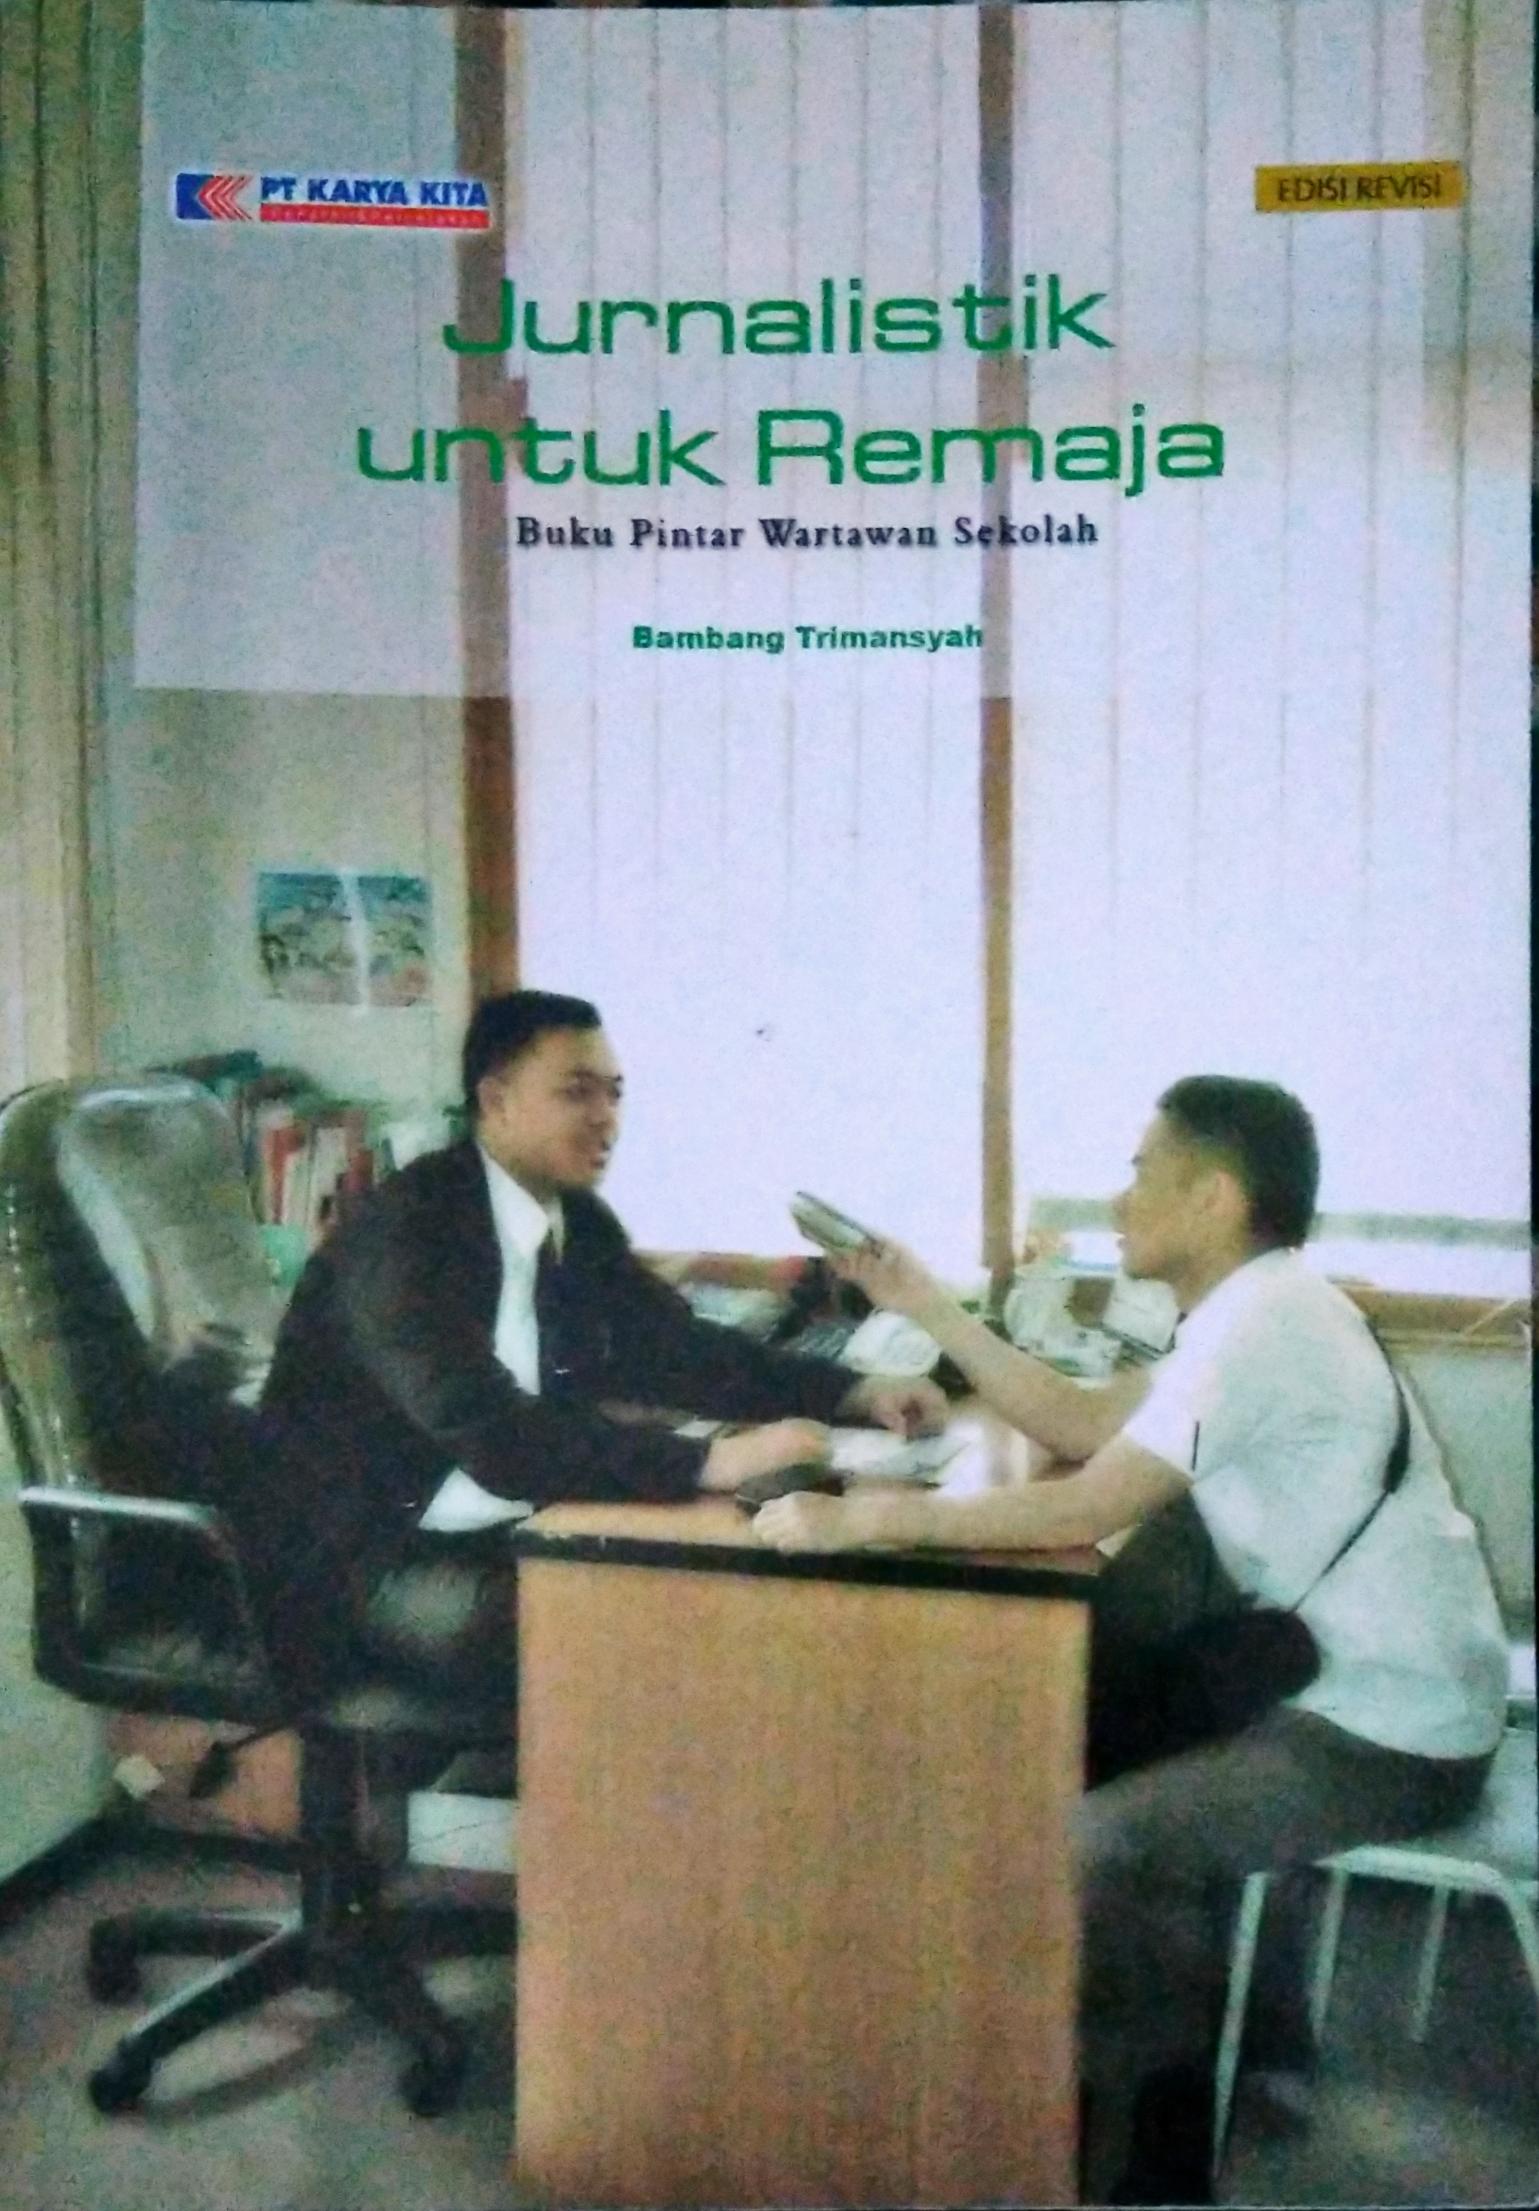 PT KARYA KITA
EDISI REVISI
Jurnalistik
untuk Remaja
Buku Pintar Wartawan Sekolah
Bambang Trimansyah